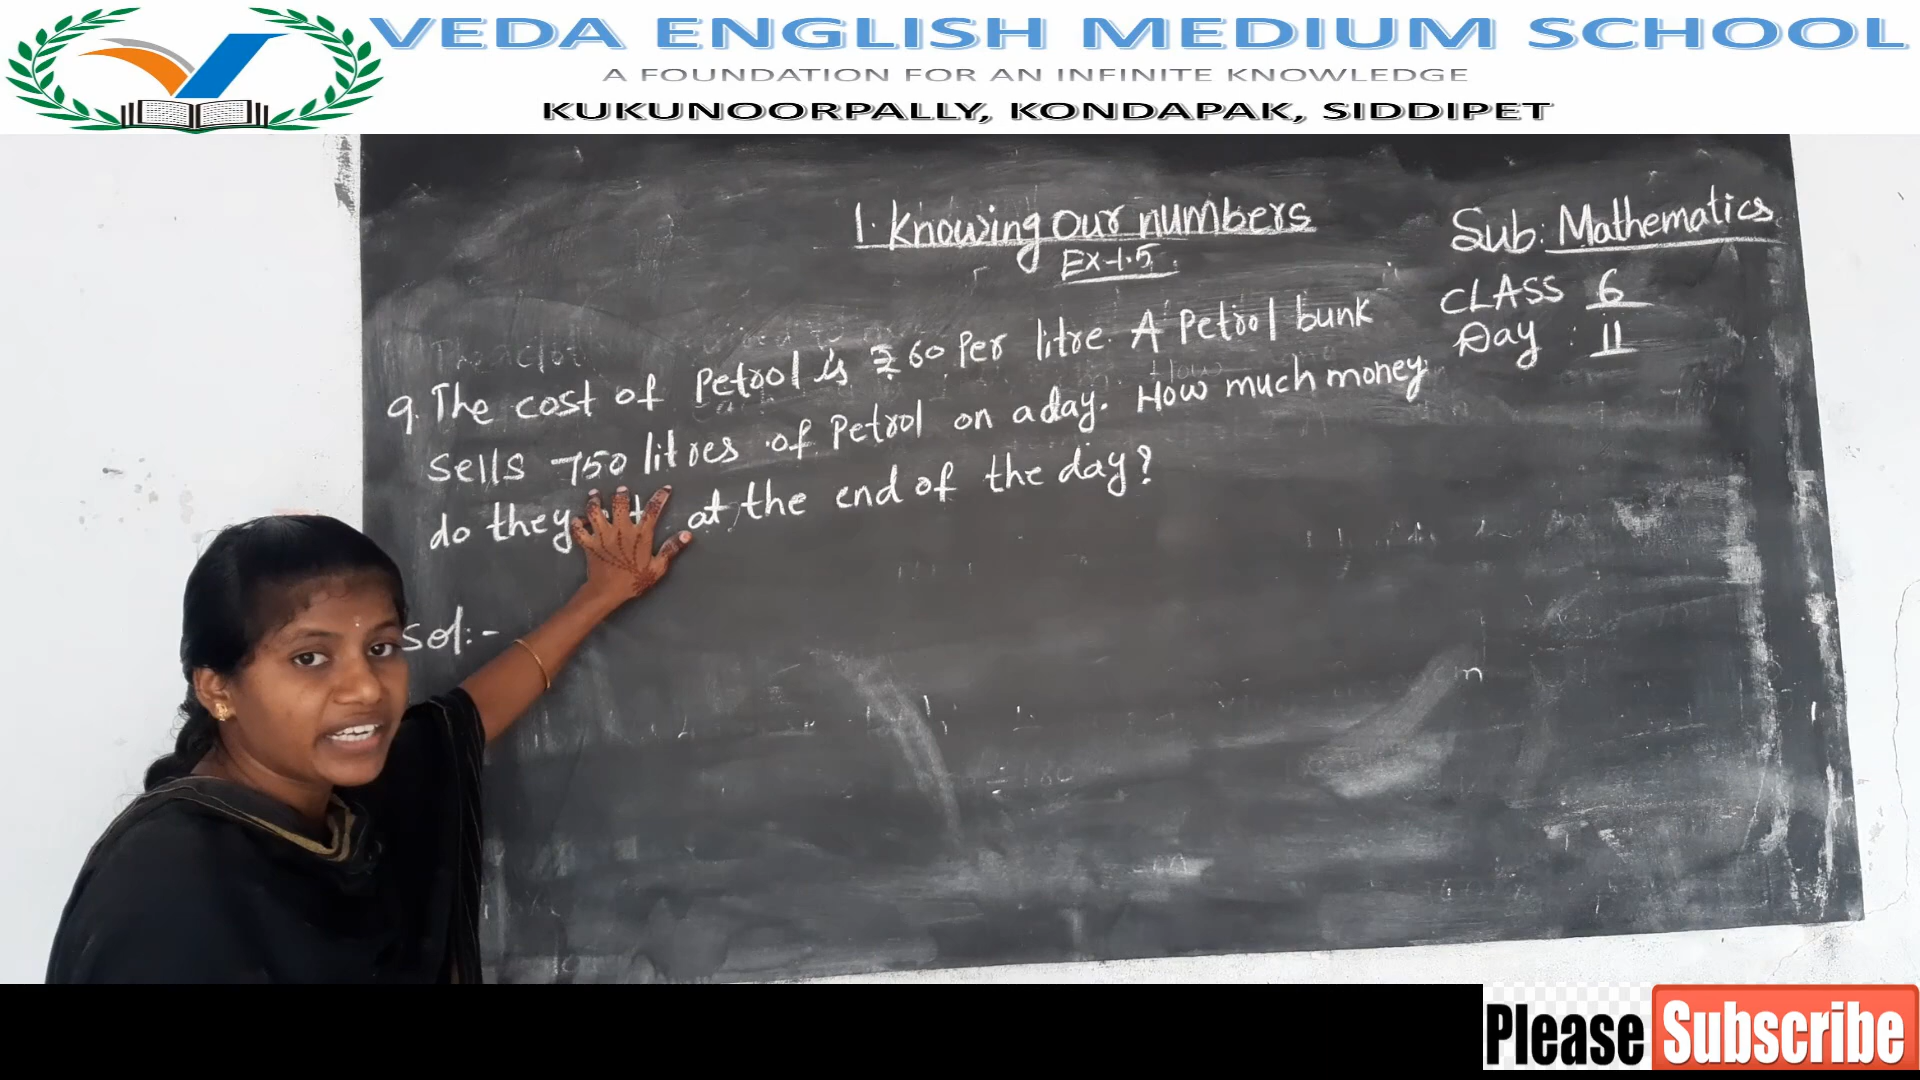 VEDA ENGLISH MEDIUM SCHOOL
A FOUNDATION FOR AN INFINITE KNOWLEDGE
KUKUNOORPALLY, KONDAPAK, SIDDIPET
1. Knowing Our numbers
Ex-1.5
Sub: Mathematics
CLASS 6
Day : 11
9. The cost of Petrol is ₹ 60 Per litre. A Petrol bunk
sells 750 litres of Petrol on a day. How much money
do they at the end of the day?
Sol:-
Please Subscribe